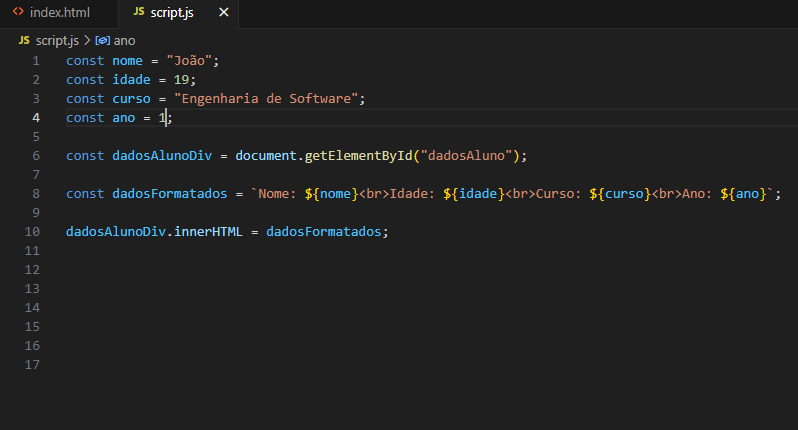 index.html JS script.js ×
JS script.js > ano
1 const nome = "João";
2 const idade = 19;
3 const curso = "Engenharia de Software";
4 const ano = 1;
5
6 const dadosAlunoDiv = document.getElementById("dadosAluno");
7
8 const dadosFormatados = `Nome: ${nome}<br>Idade: ${idade}<br>Curso: ${curso}<br>Ano: ${ano}`;
9
10 dadosAlunoDiv.innerHTML = dadosFormatados;
11
12
13
14
15
16
17